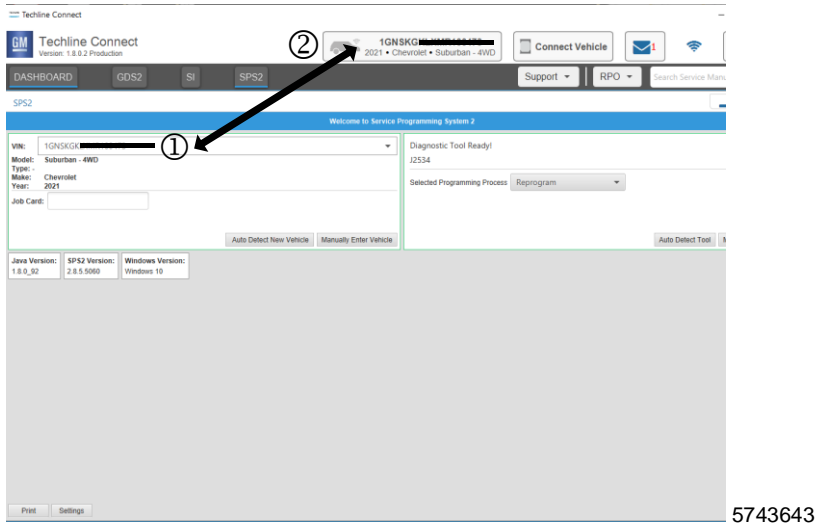 Techline Connect
GM
Techline Connect
Version: 1.8.0.2 Production
②
1GNSKG
2021 • Chevrolet • Suburban - 4WD
Connect Vehicle
1
DASHBOARD GDS2 SI SPS2
Support RPO Search Service Manu
SPS2
Welcome to Service Programming System 2
VIN: 1GNSKGK
①
Model: Suburban - 4WD
Type: -
Make: Chevrolet
Year: 2021
Job Card:
Auto Detect New Vehicle Manually Enter Vehicle
Diagnostic Tool Ready!
J2534
Selected Programming Process Reprogram
Auto Detect Tool
Java Version: SPS2 Version: Windows Version:
1.8.0_92 2.8.5.5060 Windows 10
Print Settings
5743643